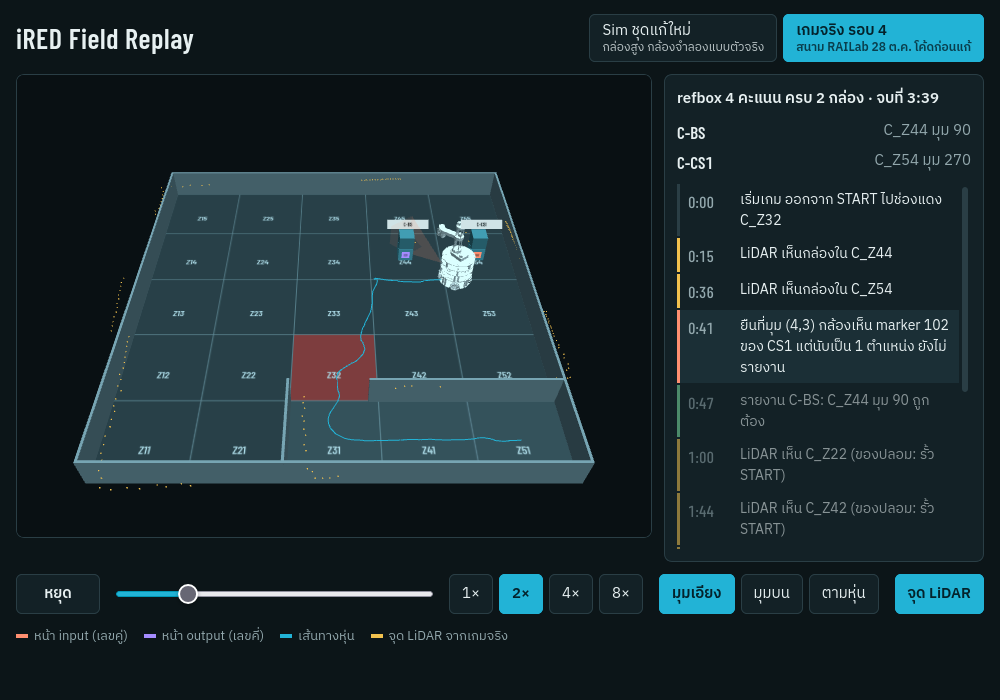 iRED Field Replay
Sim ชุดแก้ใหม่
กล่องสูง กล้องจำลองแบบตัวจริง
เกมจริง รอบ 4
สนาม RAILab 28 ต.ค. โค้ดก่อนแก้
refbox 4 คะแนน ครบ 2 กล่อง · จบที่ 3:39
C-BS C_Z44 มุม 90
C-CS1 C_Z54 มุม 270
0:00 เริ่มเกม ออกจาก START ไปช่องแดง
C_Z32
0:15 LiDAR เห็นกล่องใน C_Z44
0:36 LiDAR เห็นกล่องใน C_Z54
0:41 ยืนที่มุม (4,3) กล้องเห็น marker 102
ของ CS1 แต่นับเป็น 1 ตำแหน่ง ยังไม่
รายงาน
0:47 รายงาน C-BS: C_Z44 มุม 90 ถูก
ต้อง
1:00 LiDAR เห็น C_Z22 (ของปลอม: รั้ว
START)
1:44 LiDAR เห็น C_Z42 (ของปลอม: รั้ว
START)
Z15 Z25 Z35
Z14 Z24 Z34 Z44
Z13 Z23 Z33 Z43 Z53
Z12 Z22 Z32 Z42 Z52
Z11 Z21 Z31 Z41 Z51
หยุด 1× 2× 4× 8× มุมเอียง มุมบน ตามหุ่น จุด LiDAR
หน้า input (เลขคู่) หน้า output (เลขคี่) เส้นทางหุ่น จุด LiDAR จากเกมจริง